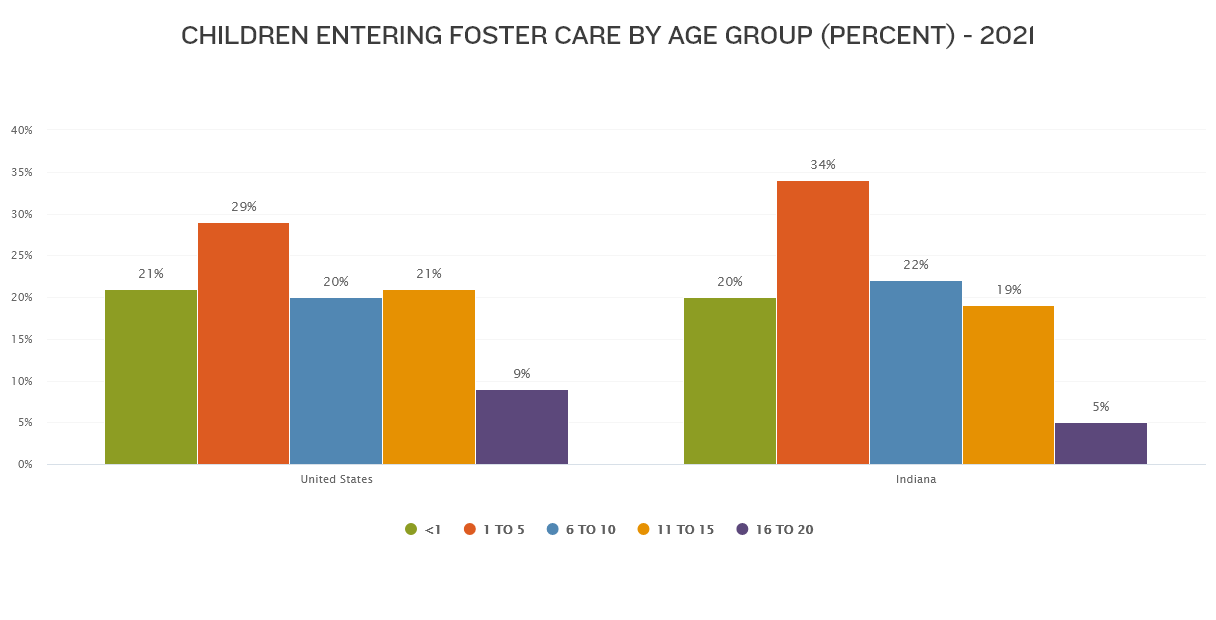 CHILDREN ENTERING FOSTER CARE BY AGE GROUP (PERCENT) - 2021
40%
35%
34%
30%
29%
25%
21%
20%
21%
20%
22%
19%
20%
15%
10%
9%
5%
5%
0%
United States
Indiana
<1
1 TO 5
6 TO 10
11 TO 15
16 TO 20